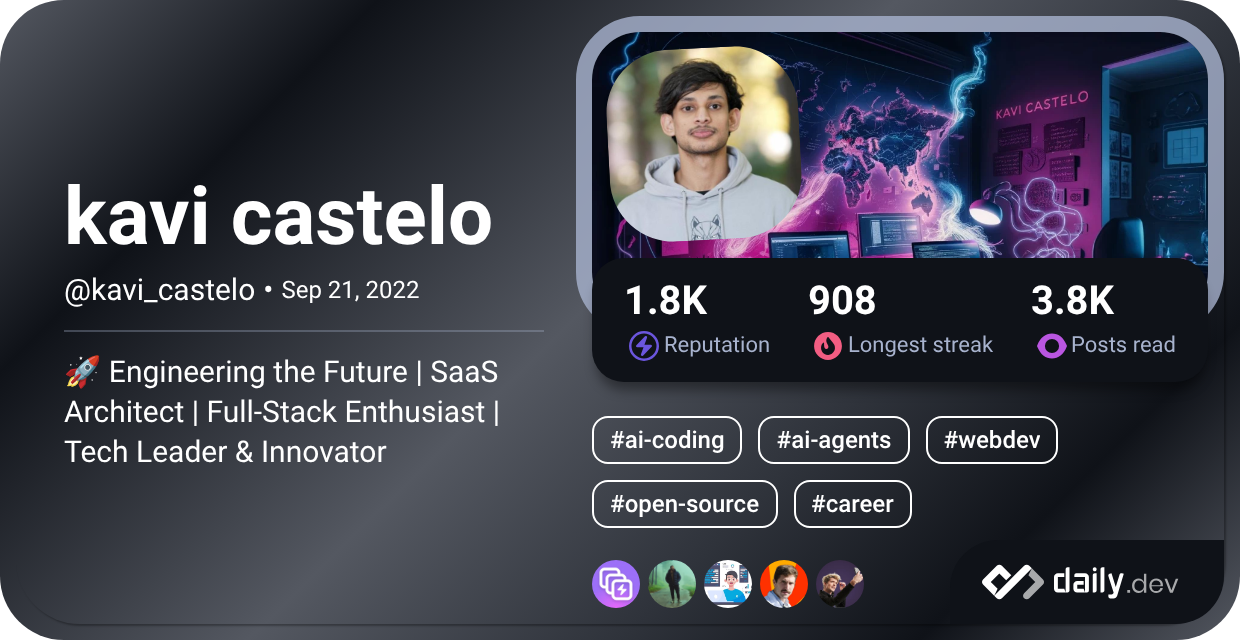 kavi castelo
@kavi_castelo • Sep 21, 2022
🚀 Engineering the Future | SaaS
Architect | Full-Stack Enthusiast |
Tech Leader & Innovator
KAVI CASTELO
1.8K 908 3.8K
Reputation Longest streak Posts read
#ai-coding #ai-agents #webdev
#open-source #career
daily.dev